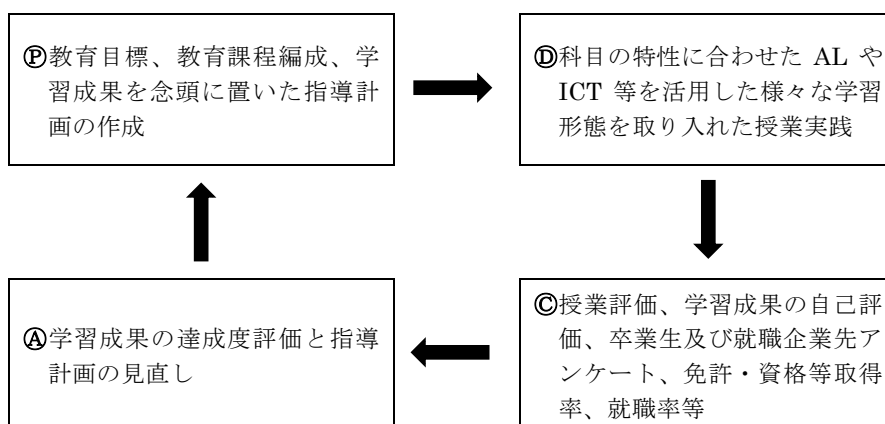 Ⓟ教育目標、教育課程編成、学
習成果を念頭に置いた指導計
画の作成
Ⓓ科目の特性に合わせた AL や
ICT 等を活用した様々な学習
形態を取り入れた授業実践
Ⓐ学習成果の達成度評価と指導
計画の見直し
Ⓒ授業評価、学習成果の自己評
価、卒業生及び就職企業先ア
ンケート、免許・資格等取得
率、就職率等